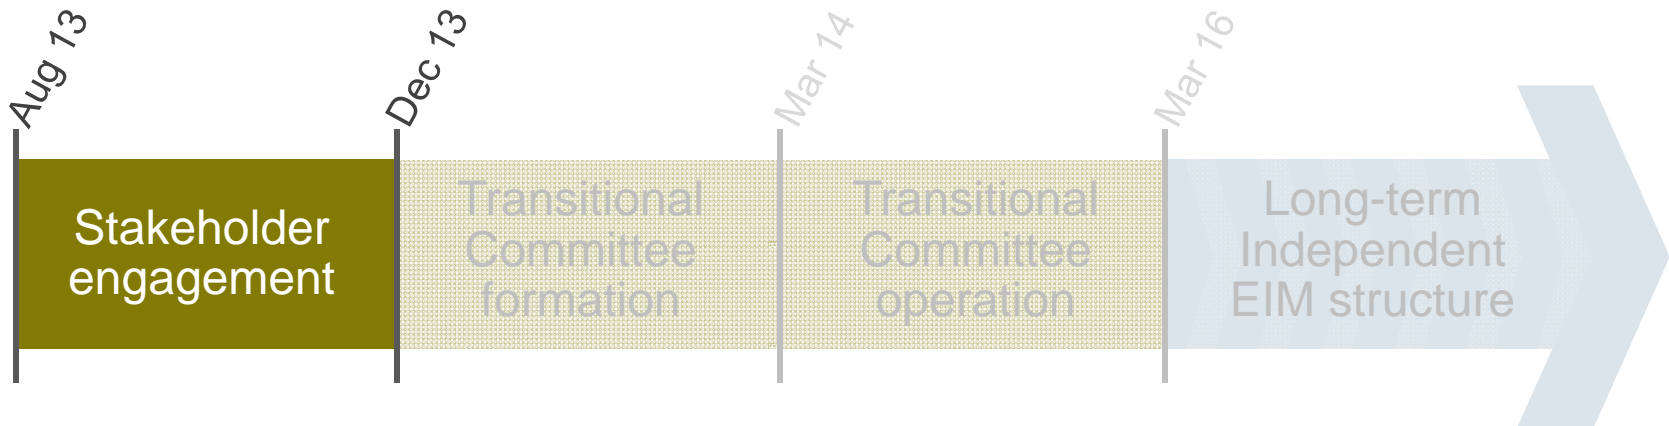 Aug 13
Dec 13
Mar 14
Mar 16
Stakeholder
engagement
Transitional
Committee
formation
Transitional
Committee
operation
Long-term
Independent
EIM structure